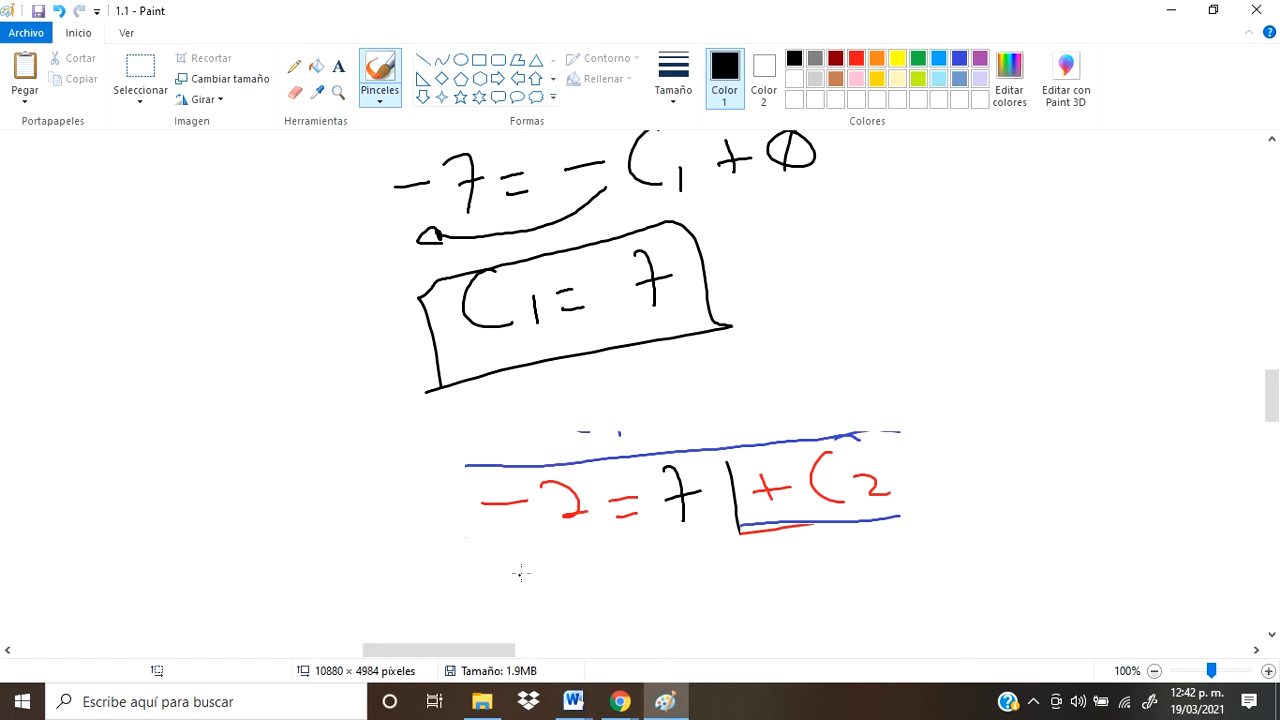 1.1 - Paint
Archivo Inicio Ver
Pegar
Cortar
Copiar
Portapapeles
Seleccionar
Recortar
Cambiar tamaño
Girar
Imagen
A
Herramientas
Pinceles
Contorno
Rellenar
Formas
Tamaño
Color 1
Color 2
Editar colores
Editar con Paint 3D
Colores
- 7 = - C1 + 0
C1 = 7
- 2 = 7 + C2
10880 × 4984 píxeles
Tamaño: 1.9MB
100%
Escribe aquí para buscar
12:42 p. m.
19/03/2021